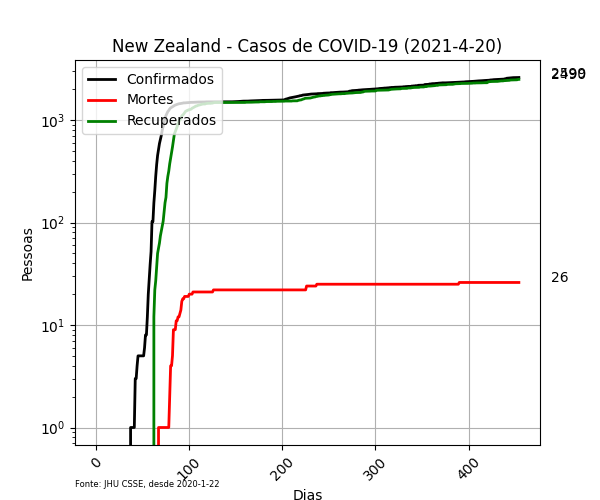 New Zealand - Casos de COVID-19 (2021-4-20)
Confirmados
Mortes
Recuperados
26
Pessoas
10³
10²
10¹
10⁰
0
100
200
300
400
Dias
Fonte: JHU CSSE, desde 2020-1-22